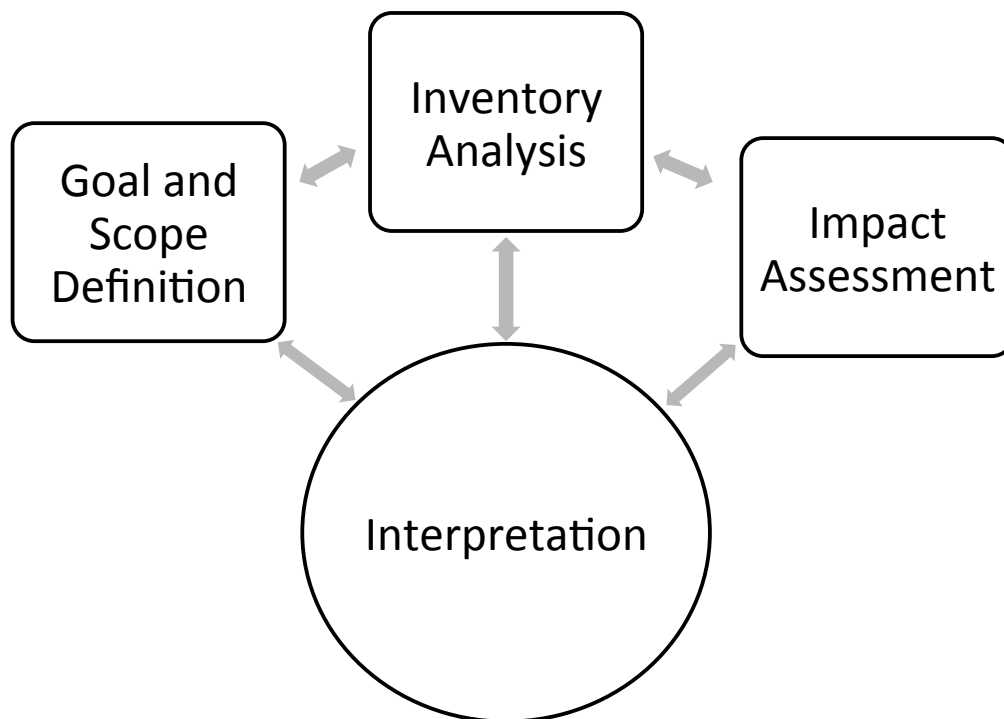 Inventory
Analysis
Goal and
Scope
Definition
Impact
Assessment
Interpretation